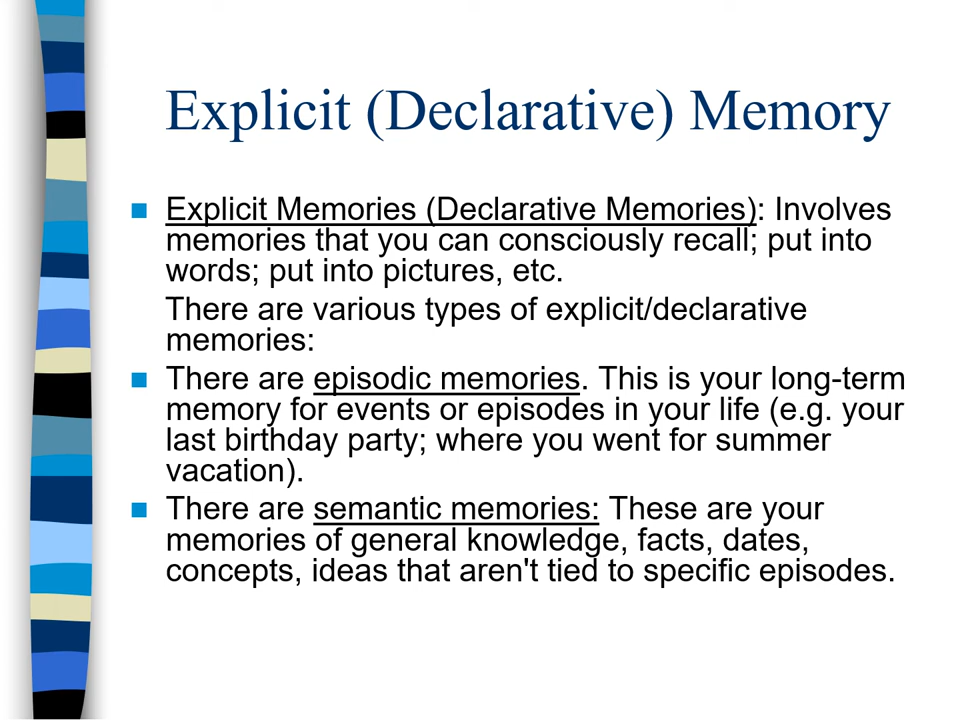 Explicit (Declarative) Memory
Explicit Memories (Declarative Memories): Involves
memories that you can consciously recall; put into
words; put into pictures, etc.
There are various types of explicit/declarative
memories:
There are episodic memories. This is your long-term
memory for events or episodes in your life (e.g. your
last birthday party; where you went for summer
vacation).
There are semantic memories: These are your
memories of general knowledge, facts, dates,
concepts, ideas that aren't tied to specific episodes.